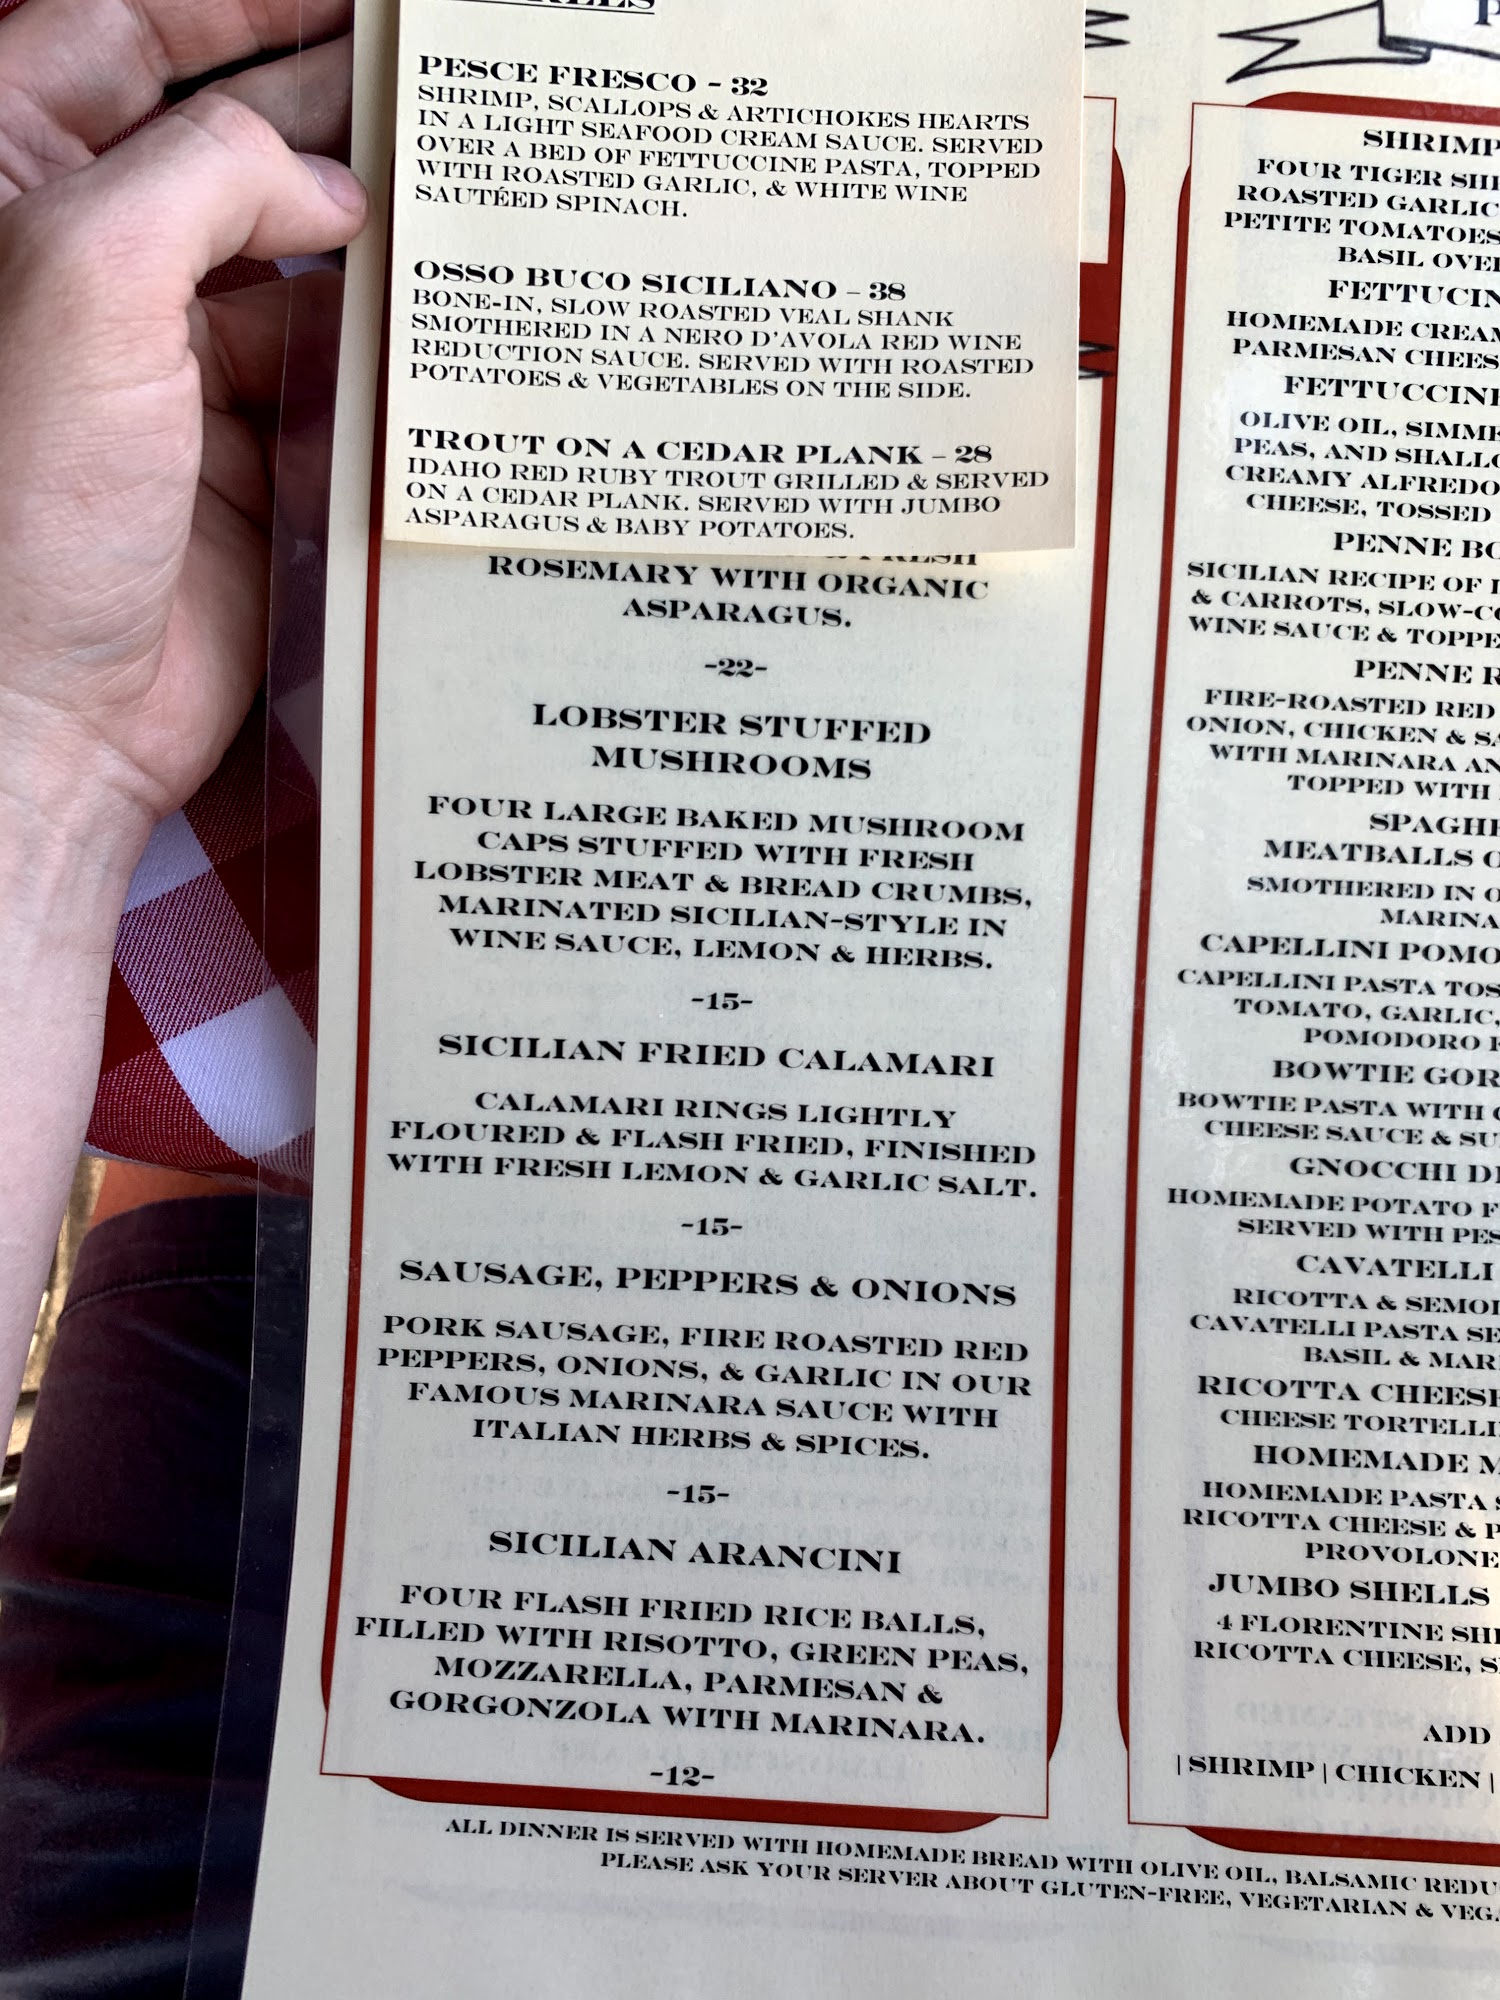 PESCE FRESCO - 32
SHRIMP, SCALLOPS & ARTICHOKES HEARTS
IN A LIGHT SEAFOOD CREAM SAUCE. SERVED
OVER A BED OF FETTUCCINE PASTA, TOPPED
WITH ROASTED GARLIC, & WHITE WINE
SAUTÉED SPINACH.
OSSO BUCO SICILIANO – 38
BONE-IN, SLOW ROASTED VEAL SHANK
SMOTHERED IN A NERO D'AVOLA RED WINE
REDUCTION SAUCE. SERVED WITH ROASTED
POTATOES & VEGETABLES ON THE SIDE.
TROUT ON A CEDAR PLANK – 28
IDAHO RED RUBY TROUT GRILLED & SERVED
ON A CEDAR PLANK. SERVED WITH JUMBO
ASPARAGUS & BABY POTATOES.
& FRESH
ROSEMARY WITH ORGANIC
ASPARAGUS.
-22-
LOBSTER STUFFED
MUSHROOMS
FOUR LARGE BAKED MUSHROOM
CAPS STUFFED WITH FRESH
LOBSTER MEAT & BREAD CRUMBS,
MARINATED SICILIAN-STYLE IN
WINE SAUCE, LEMON & HERBS.
-15-
SICILIAN FRIED CALAMARI
CALAMARI RINGS LIGHTLY
FLOURED & FLASH FRIED, FINISHED
WITH FRESH LEMON & GARLIC SALT.
-15-
SAUSAGE, PEPPERS & ONIONS
PORK SAUSAGE, FIRE ROASTED RED
PEPPERS, ONIONS, & GARLIC IN OUR
FAMOUS MARINARA SAUCE WITH
ITALIAN HERBS & SPICES.
-15-
SICILIAN ARANCINI
FOUR FLASH FRIED RICE BALLS,
FILLED WITH RISOTTO, GREEN PEAS,
MOZZARELLA, PARMESAN &
GORGONZOLA WITH MARINARA.
-12-
SHRIMP
FOUR TIGER
ROASTED GARLIC
PETITE TOMATOES
BASIL
HOMEMADE
PARMESAN
FETTUCCINE
OLIVE OIL,
PEAS, AND
CREAMY ALFREDO
CHEESE, TOSSED
PENNE
SICILIAN RECIPE OF
& CARROTS,
WINE SAUCE &
PENNE
FIRE-ROASTED RED
ONION, CHICKEN &
WITH MARINARA
TOPPED WITH
MEATBALLS
SMOTHERED IN
CAPELLINI
CAPELLINI PASTA
TOMATO, GARLIC,
POMODORO
BOWTIE
BOWTIE PASTA WITH
CHEESE SAUCE &
GNOCCHI
HOMEMADE POTATO
SERVED WITH
CAVATELLI
RICOTTA &
CAVATELLI PASTA
BASIL &
RICOTTA CHEESE
CHEESE
HOMEMADE
HOMEMADE PASTA
RICOTTA CHEESE &
PROVOLONE
JUMBO SHELLS
4 FLORENTINE
RICOTTA CHEESE,
ADD
| SHRIMP | CHICKEN |
ALL DINNER IS SERVED WITH HOMEMADE BREAD WITH OLIVE OIL, BALSAMIC
PLEASE ASK YOUR SERVER ABOUT GLUTEN-FREE, VEGETARIAN &